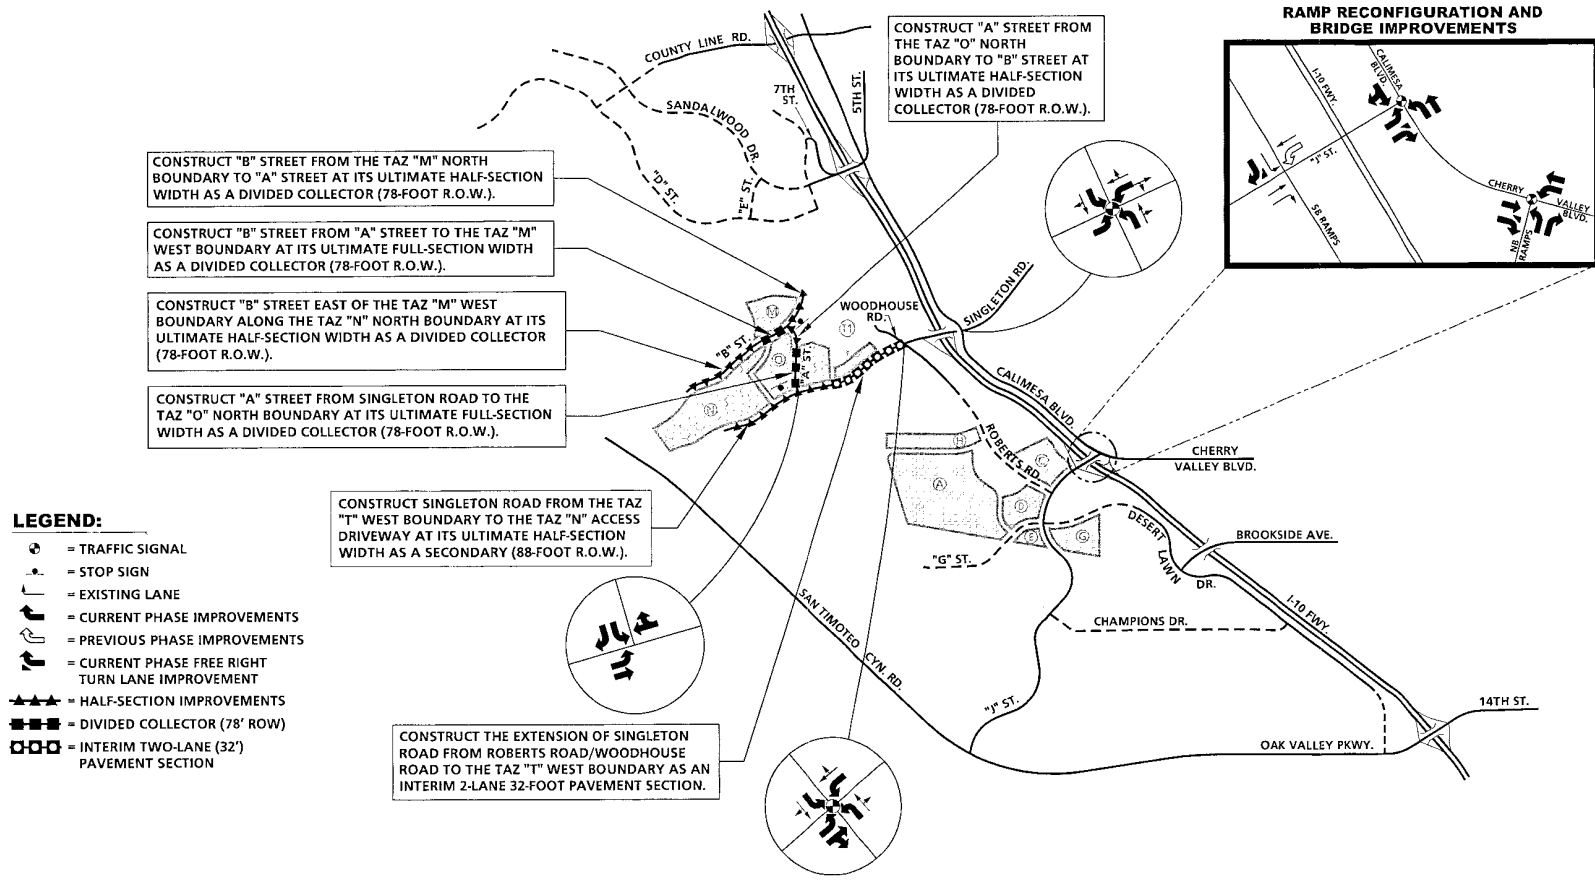 RAMP RECONFIGURATION AND
BRIDGE IMPROVEMENTS
CALIMESA
BLVD.
I-10 FWY.
"J" ST.
SB RAMPS
CHERRY
VALLEY
BLVD.
NB
RAMPS
CONSTRUCT "A" STREET FROM
THE TAZ "O" NORTH
BOUNDARY TO "B" STREET AT
ITS ULTIMATE HALF-SECTION
WIDTH AS A DIVIDED
COLLECTOR (78-FOOT R.O.W.).
COUNTY LINE RD.
7TH
ST.
5TH ST.
SANDALWOOD DR.
"D" ST.
"E" ST.
CONSTRUCT "B" STREET FROM THE TAZ "M" NORTH
BOUNDARY TO "A" STREET AT ITS ULTIMATE HALF-SECTION
WIDTH AS A DIVIDED COLLECTOR (78-FOOT R.O.W.).
CONSTRUCT "B" STREET FROM "A" STREET TO THE TAZ "M"
WEST BOUNDARY AT ITS ULTIMATE FULL-SECTION WIDTH
AS A DIVIDED COLLECTOR (78-FOOT R.O.W.).
CONSTRUCT "B" STREET EAST OF THE TAZ "M" WEST
BOUNDARY ALONG THE TAZ "N" NORTH BOUNDARY AT ITS
ULTIMATE HALF-SECTION WIDTH AS A DIVIDED COLLECTOR
(78-FOOT R.O.W.).
CONSTRUCT "A" STREET FROM SINGLETON ROAD TO THE
TAZ "O" NORTH BOUNDARY AT ITS ULTIMATE FULL-SECTION
WIDTH AS A DIVIDED COLLECTOR (78-FOOT R.O.W.).
WOODHOUSE
RD.
SINGLETON RD.
M
"B" ST.
O
"A" ST.
N
CALIMESA BLVD.
ROBERTS RD.
CHERRY
VALLEY BLVD.
H
C
A
D
E
G
"G" ST.
DESERT
LAWN
DR.
BROOKSIDE AVE.
I-10 FWY.
CHAMPIONS DR.
"J" ST.
14TH ST.
OAK VALLEY PKWY.
SAN TIMOTEO
CYN. RD.
CONSTRUCT SINGLETON ROAD FROM THE TAZ
"T" WEST BOUNDARY TO THE TAZ "N" ACCESS
DRIVEWAY AT ITS ULTIMATE HALF-SECTION
WIDTH AS A SECONDARY (88-FOOT R.O.W.).
CONSTRUCT THE EXTENSION OF SINGLETON
ROAD FROM ROBERTS ROAD/WOODHOUSE
ROAD TO THE TAZ "T" WEST BOUNDARY AS AN
INTERIM 2-LANE 32-FOOT PAVEMENT SECTION.
LEGEND:
= TRAFFIC SIGNAL
= STOP SIGN
= EXISTING LANE
= CURRENT PHASE IMPROVEMENTS
= PREVIOUS PHASE IMPROVEMENTS
= CURRENT PHASE FREE RIGHT
TURN LANE IMPROVEMENT
= HALF-SECTION IMPROVEMENTS
= DIVIDED COLLECTOR (78' ROW)
= INTERIM TWO-LANE (32')
PAVEMENT SECTION